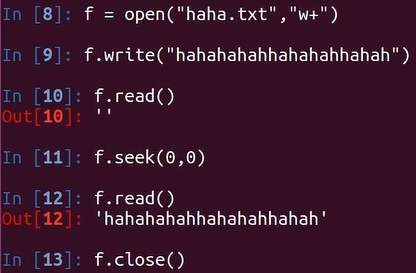 In [8]: f = open("haha.txt","w+")
In [9]: f.write("hahahahahhahahahhahah")
In [10]: f.read()
Out[10]: ''
In [11]: f.seek(0,0)
In [12]: f.read()
Out[12]: 'hahahahahhahahahhahah'
In [13]: f.close()